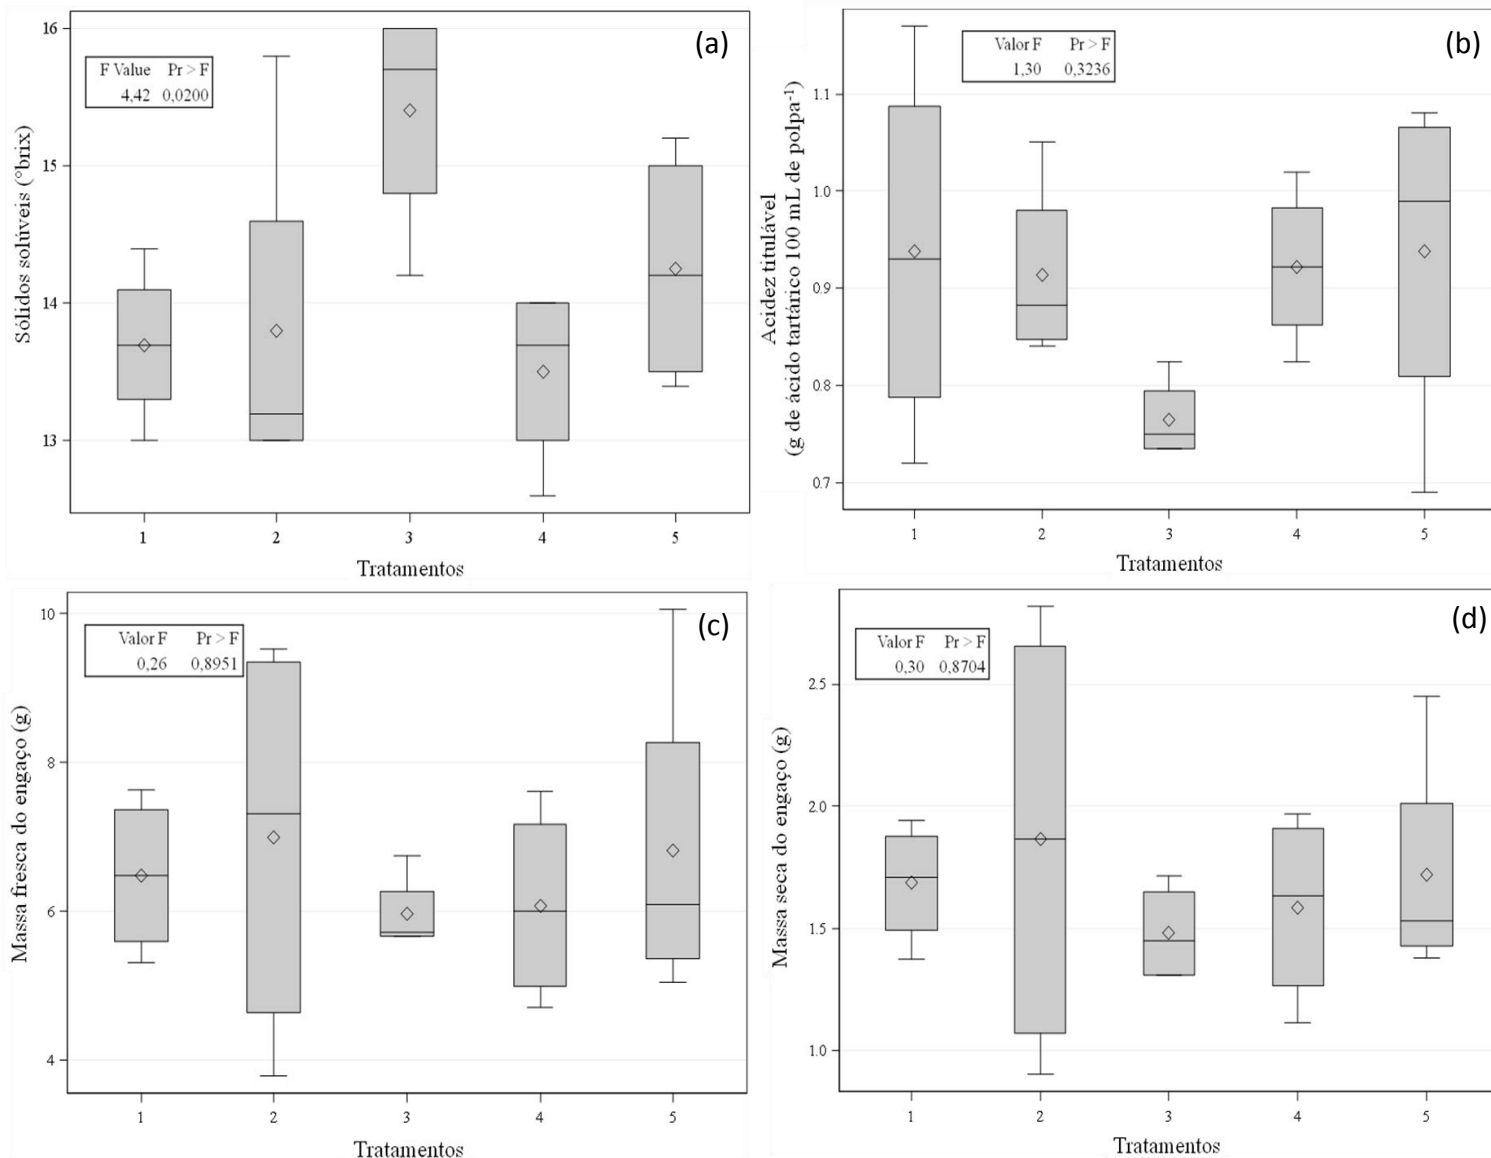 (a)
F Value Pr > F
4,42 0,0200
Sólidos solúveis (°brix)
16
15
14
13
1 2 3 4 5
Tratamentos
(b)
Valor F Pr > F
1,30 0,3236
Acidez titulável
(g de ácido tartárico 100 mL de polpa⁻¹)
1.1
1.0
0.9
0.8
0.7
1 2 3 4 5
Tratamentos
(c)
Valor F Pr > F
0,26 0,8951
Massa fresca do engaço (g)
10
8
6
4
1 2 3 4 5
Tratamentos
(d)
Valor F Pr > F
0,30 0,8704
Massa seca do engaço (g)
2.5
2.0
1.5
1.0
1 2 3 4 5
Tratamentos